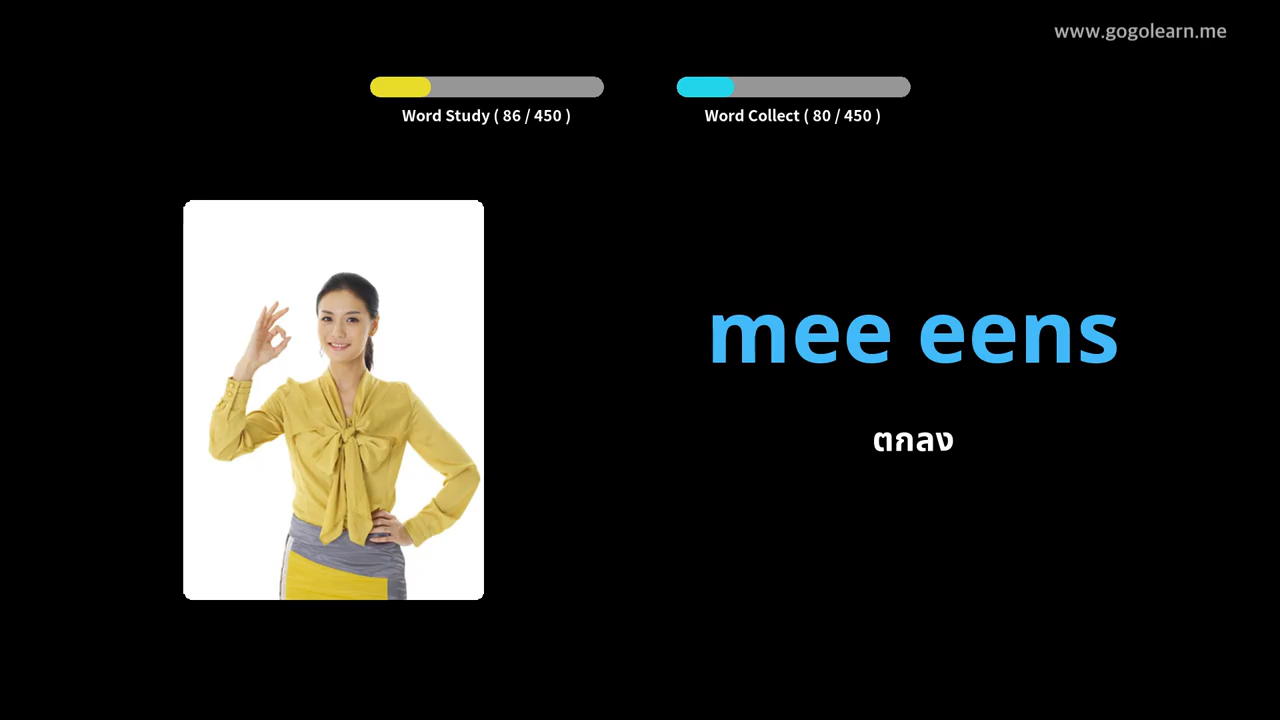 www.gogolearn.me
Word Study ( 86 / 450 )
Word Collect ( 80 / 450 )
mee eens
ตกลง